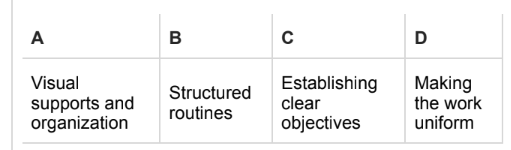 A B C D
Visual supports and organization
Structured routines
Establishing clear objectives
Making the work uniform